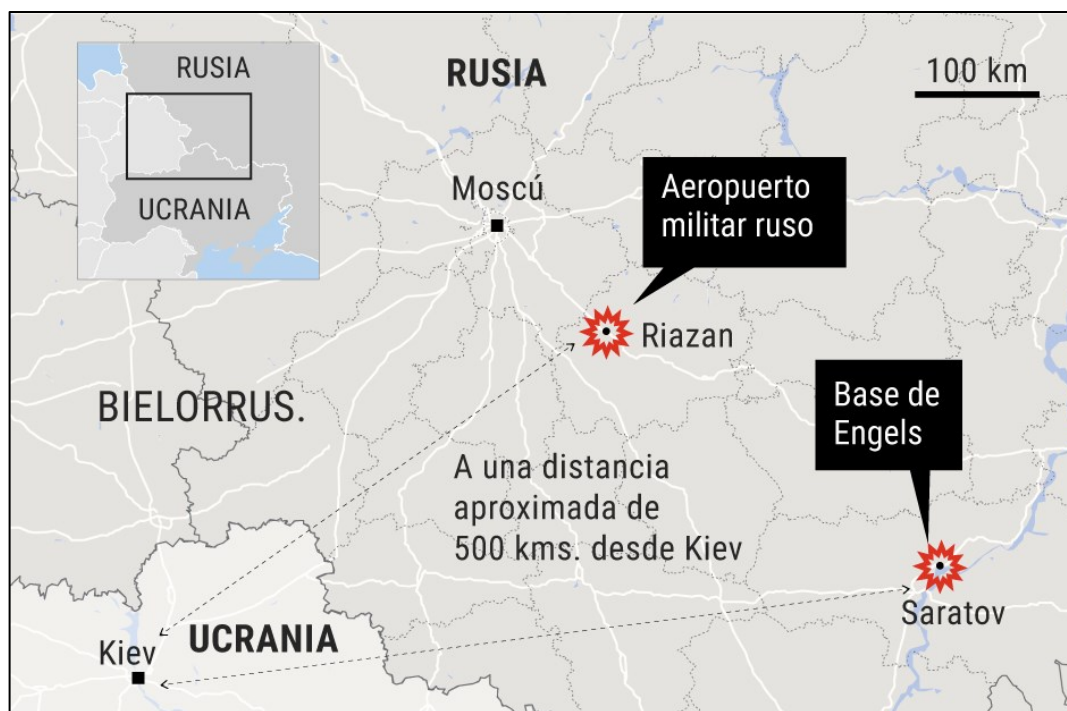 RUSIA
UCRANIA
RUSIA
100 km
Moscú
Aeropuerto
militar ruso
Riazan
BIELORRUS.
Base de
Engels
A una distancia
aproximada de
500 kms. desde Kiev
Saratov
UCRANIA
Kiev